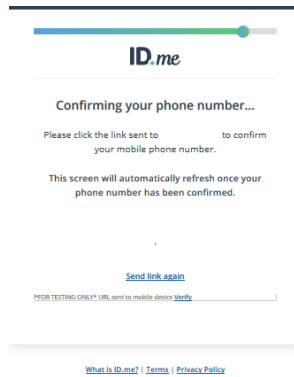 ID.me
Confirming your phone number...
Please click the link sent to to confirm
your mobile phone number.
This screen will automatically refresh once your
phone number has been confirmed.
Send link again
*FOR TESTING ONLY* URL sent to mobile device Verify
What is ID.me? | Terms | Privacy Policy